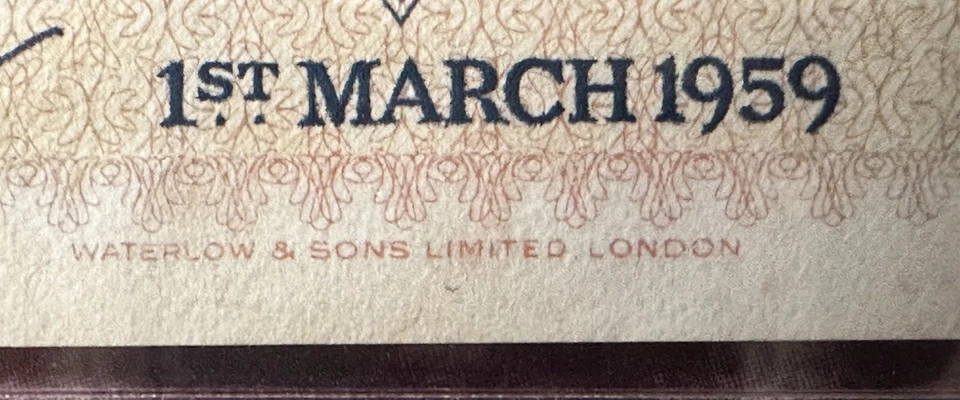 1ST MARCH 1959
WATERLOW & SONS LIMITED, LONDON